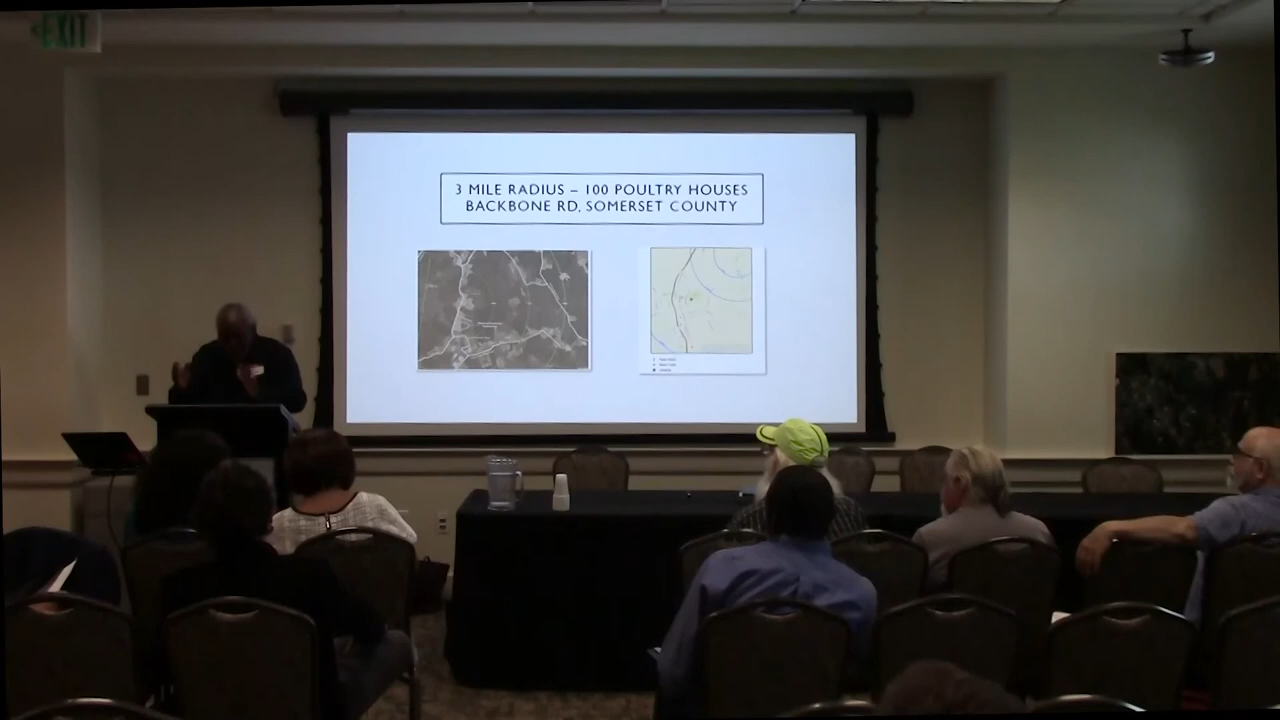 EXIT
3 MILE RADIUS – 100 POULTRY HOUSES
BACKBONE RD, SOMERSET COUNTY